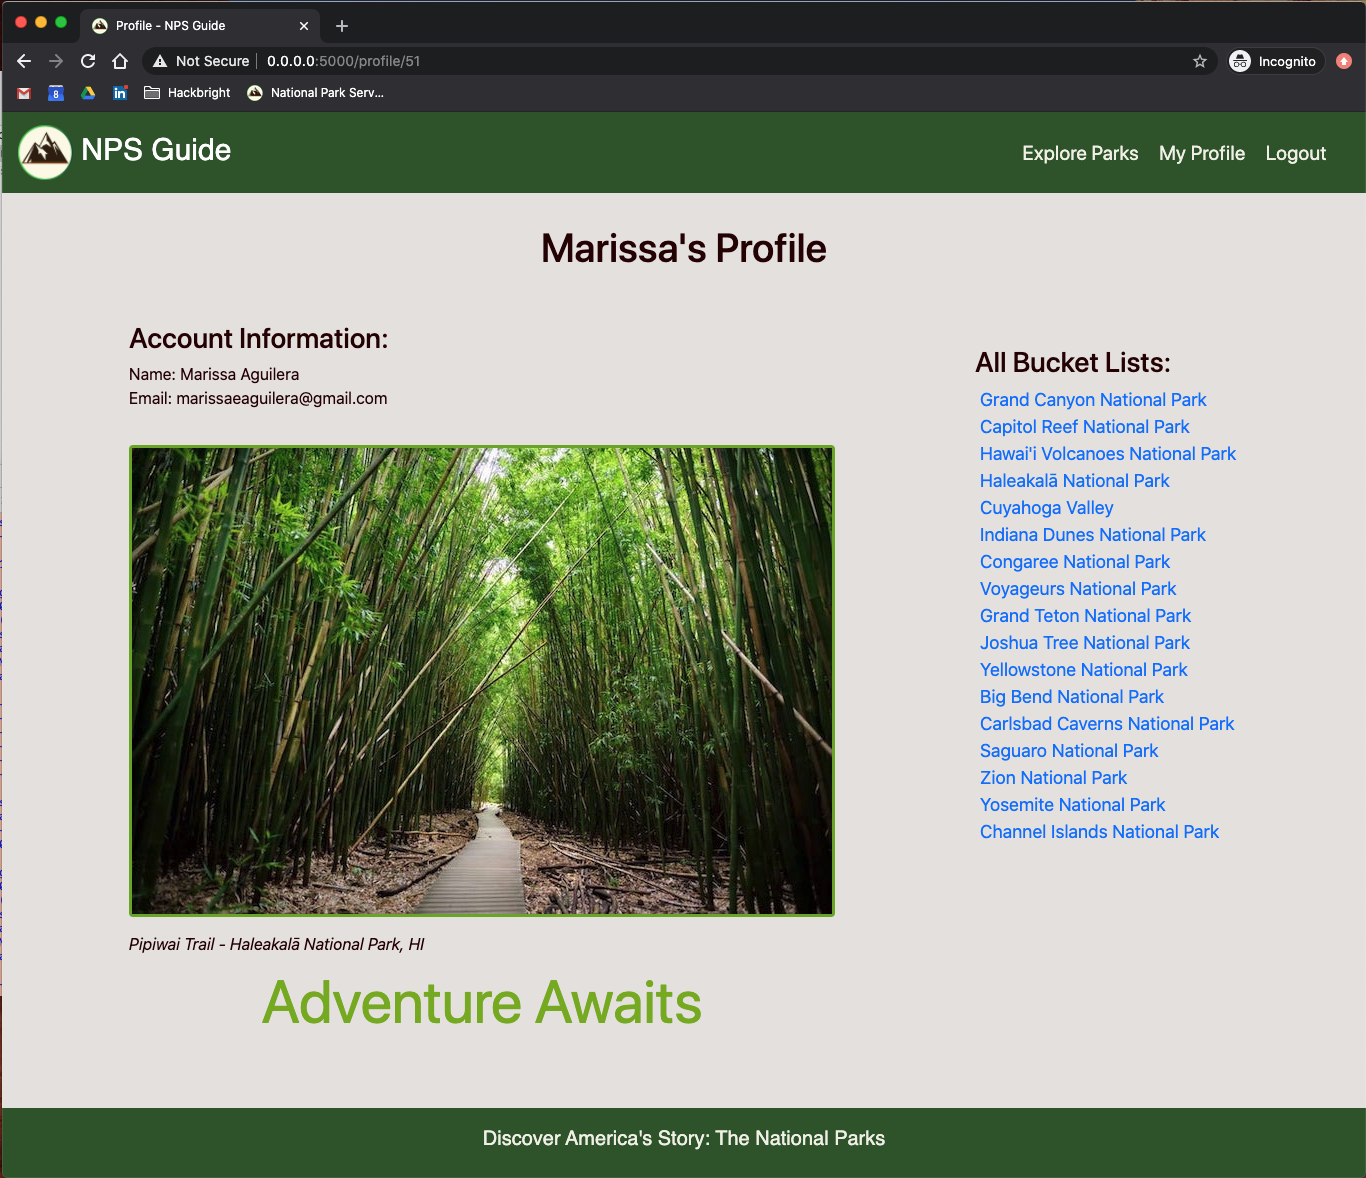 Profile - NPS Guide
Not Secure
0.0.0.0:5000/profile/51
Incognito
8
Hackbright
National Park Serv...
NPS Guide
Explore Parks
My Profile
Logout
Marissa's Profile
Account Information:
Name: Marissa Aguilera
Email: marissaeaguilera@gmail.com
All Bucket Lists:
Grand Canyon National Park
Capitol Reef National Park
Hawai'i Volcanoes National Park
Haleakalā National Park
Cuyahoga Valley
Indiana Dunes National Park
Congaree National Park
Voyageurs National Park
Grand Teton National Park
Joshua Tree National Park
Yellowstone National Park
Big Bend National Park
Carlsbad Caverns National Park
Saguaro National Park
Zion National Park
Yosemite National Park
Channel Islands National Park
Pipiwai Trail - Haleakalā National Park, HI
Adventure Awaits
Discover America's Story: The National Parks